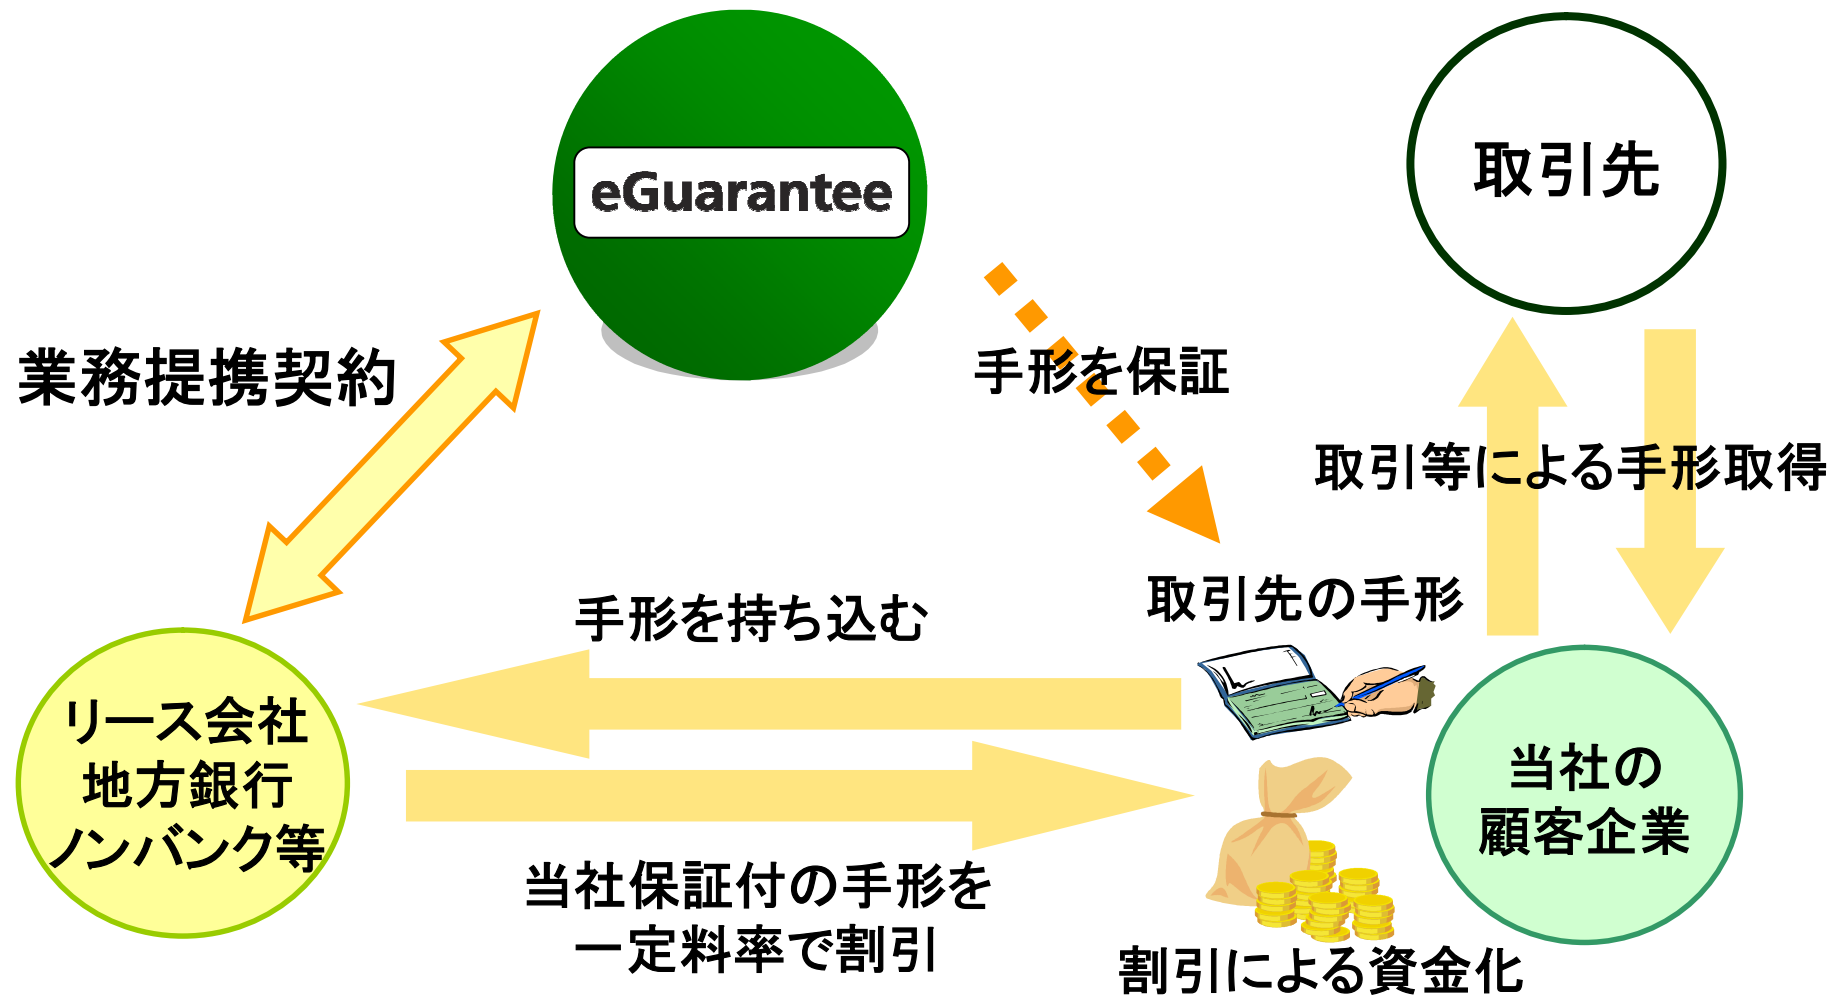 eGuarantee
取引先
業務提携契約
手形を保証
取引等による手形取得
取引先の手形
手形を持ち込む
リース会社
地方銀行
ノンバンク等
当社の
顧客企業
当社保証付の手形を
一定料率で割引
割引による資金化